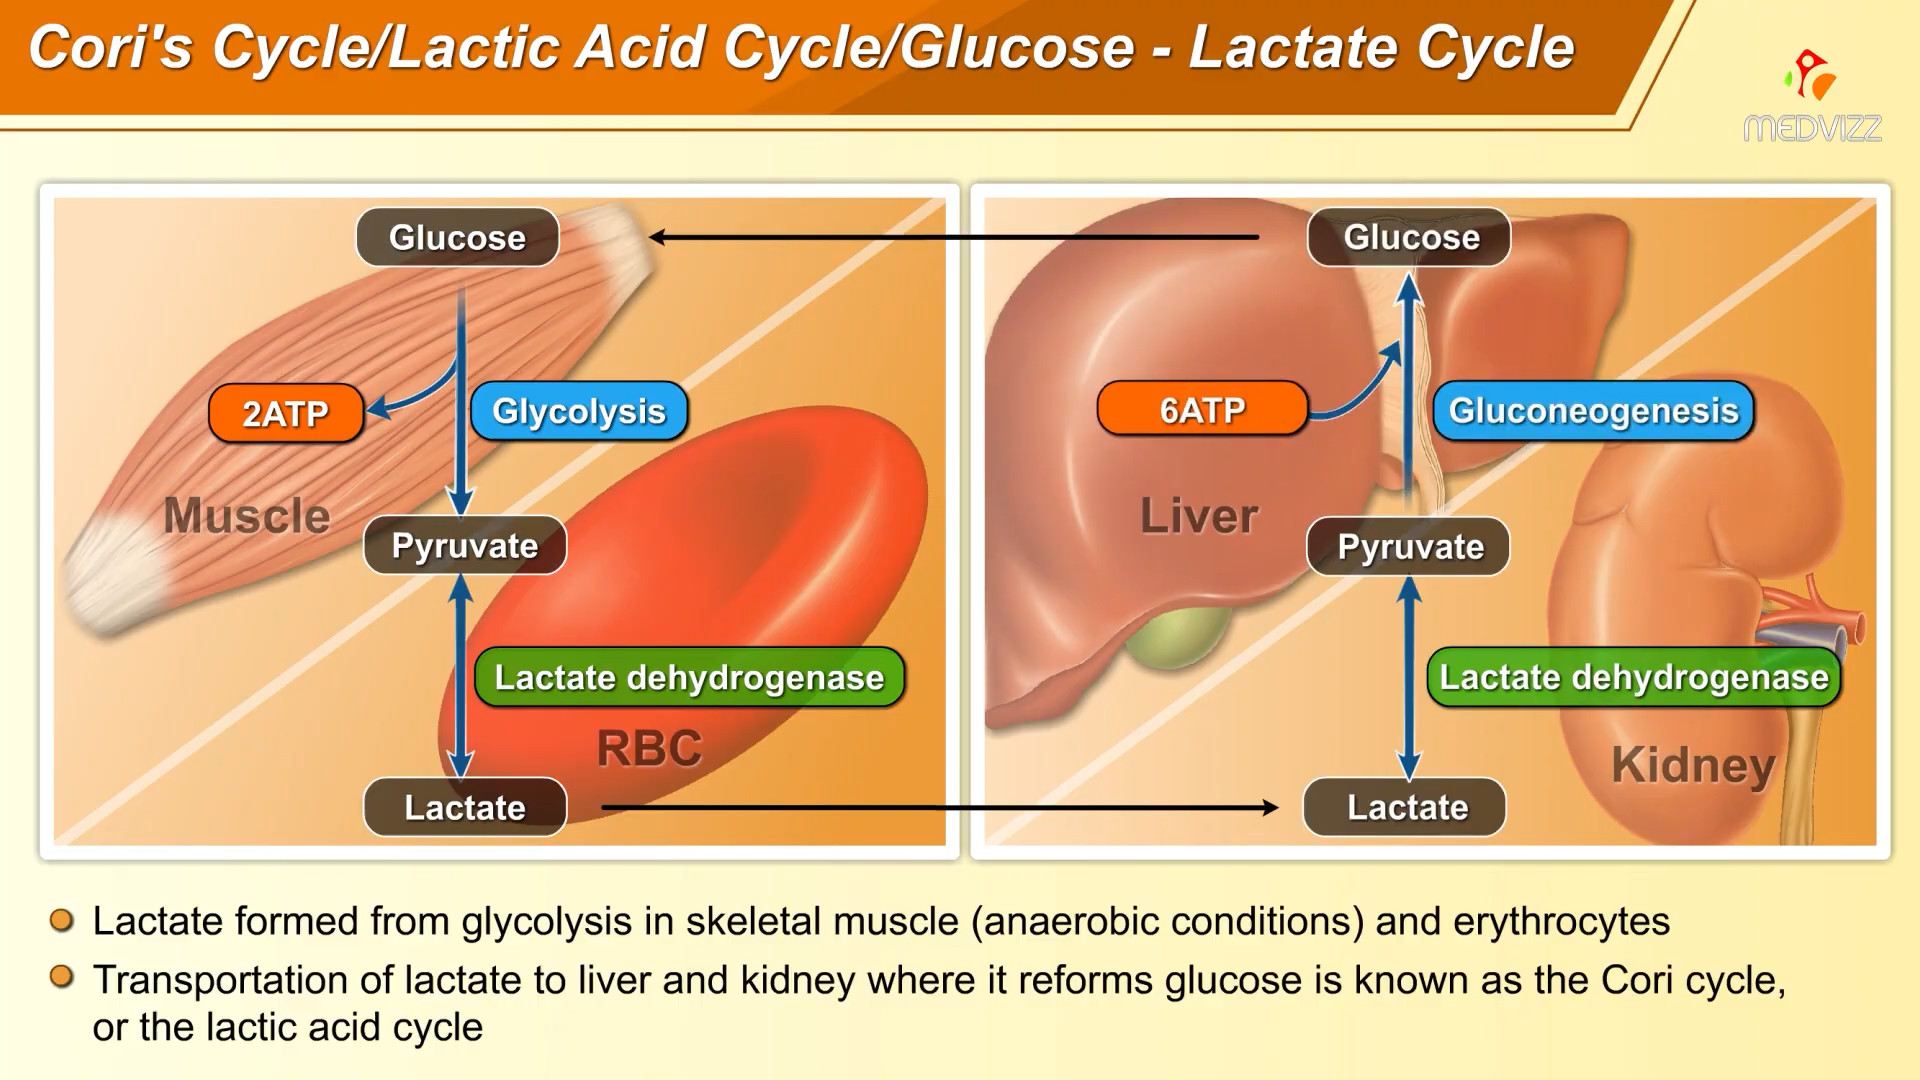 Cori's Cycle/Lactic Acid Cycle/Glucose - Lactate Cycle
MEDVIZZ
Glucose
2ATP
Glycolysis
Muscle
Pyruvate
Lactate dehydrogenase
RBC
Lactate
Glucose
6ATP
Gluconeogenesis
Liver
Pyruvate
Lactate dehydrogenase
Kidney
Lactate
Lactate formed from glycolysis in skeletal muscle (anaerobic conditions) and erythrocytes
Transportation of lactate to liver and kidney where it reforms glucose is known as the Cori cycle,
or the lactic acid cycle